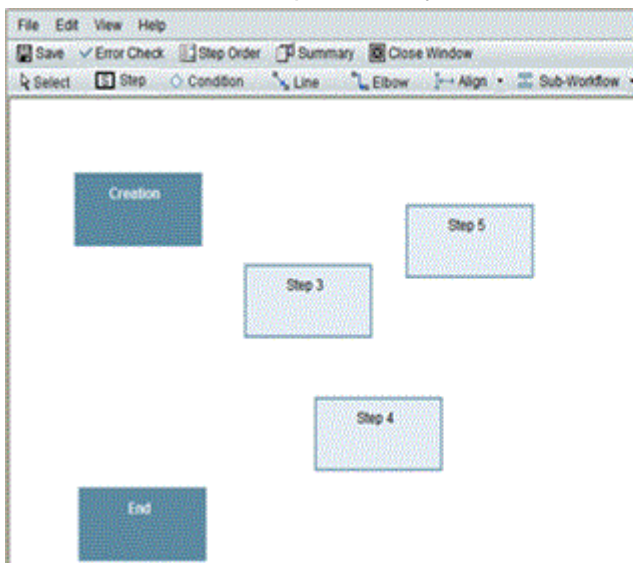 File Edit View Help
Save Error Check Step Order Summary Close Window
Select S Step Condition Line Elbow Align Sub-Workflow
Creation
Step 5
Step 3
Step 4
End